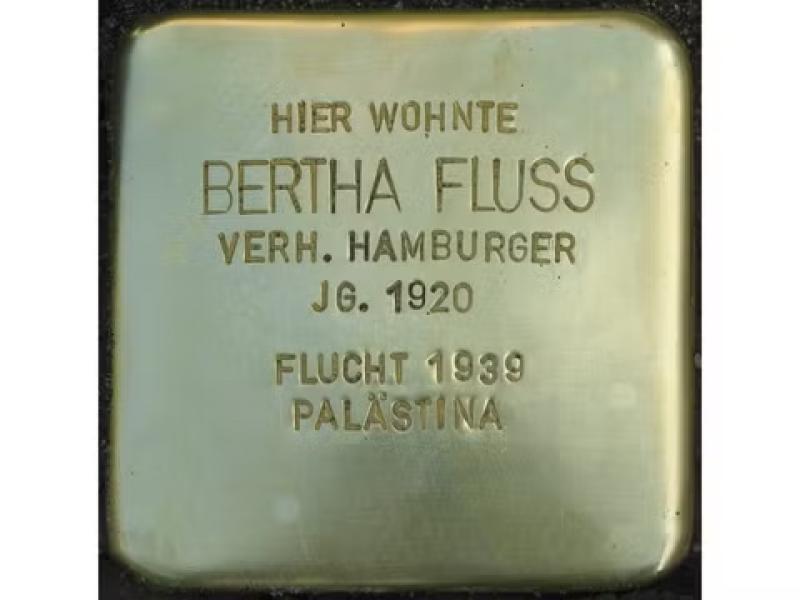 HIER WOHNTE
BERTHA FLUSS
VERH. HAMBURGER
JG. 1920
FLUCHT 1939
PALÄSTINA